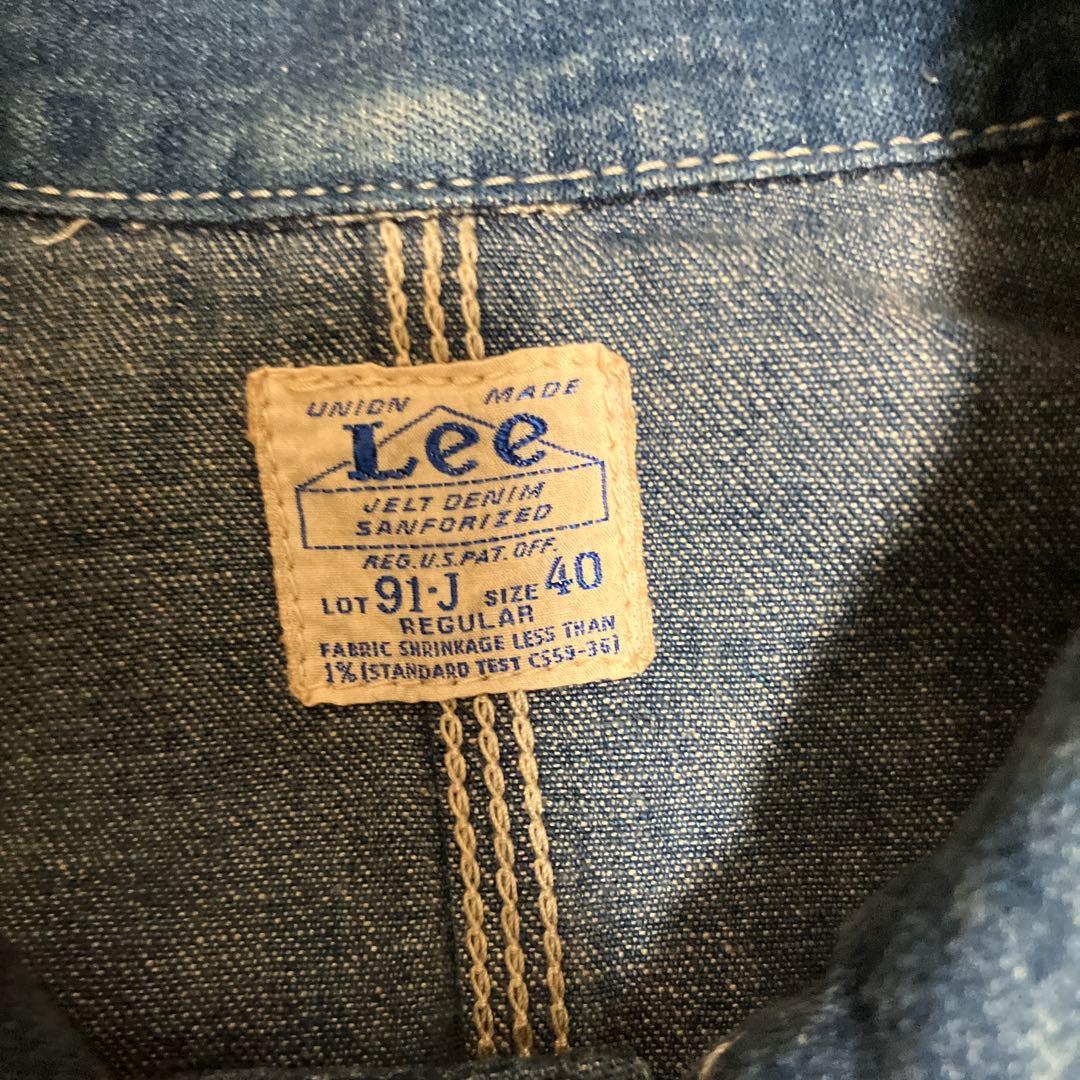 UNION MADE
Lee
JELT DENIM
SANFORIZED
REG.U.S.PAT.OFF.
LOT 91-J SIZE 40
REGULAR
FABRIC SHRINKAGE LESS THAN
1% (STANDARD TEST CS59-36)